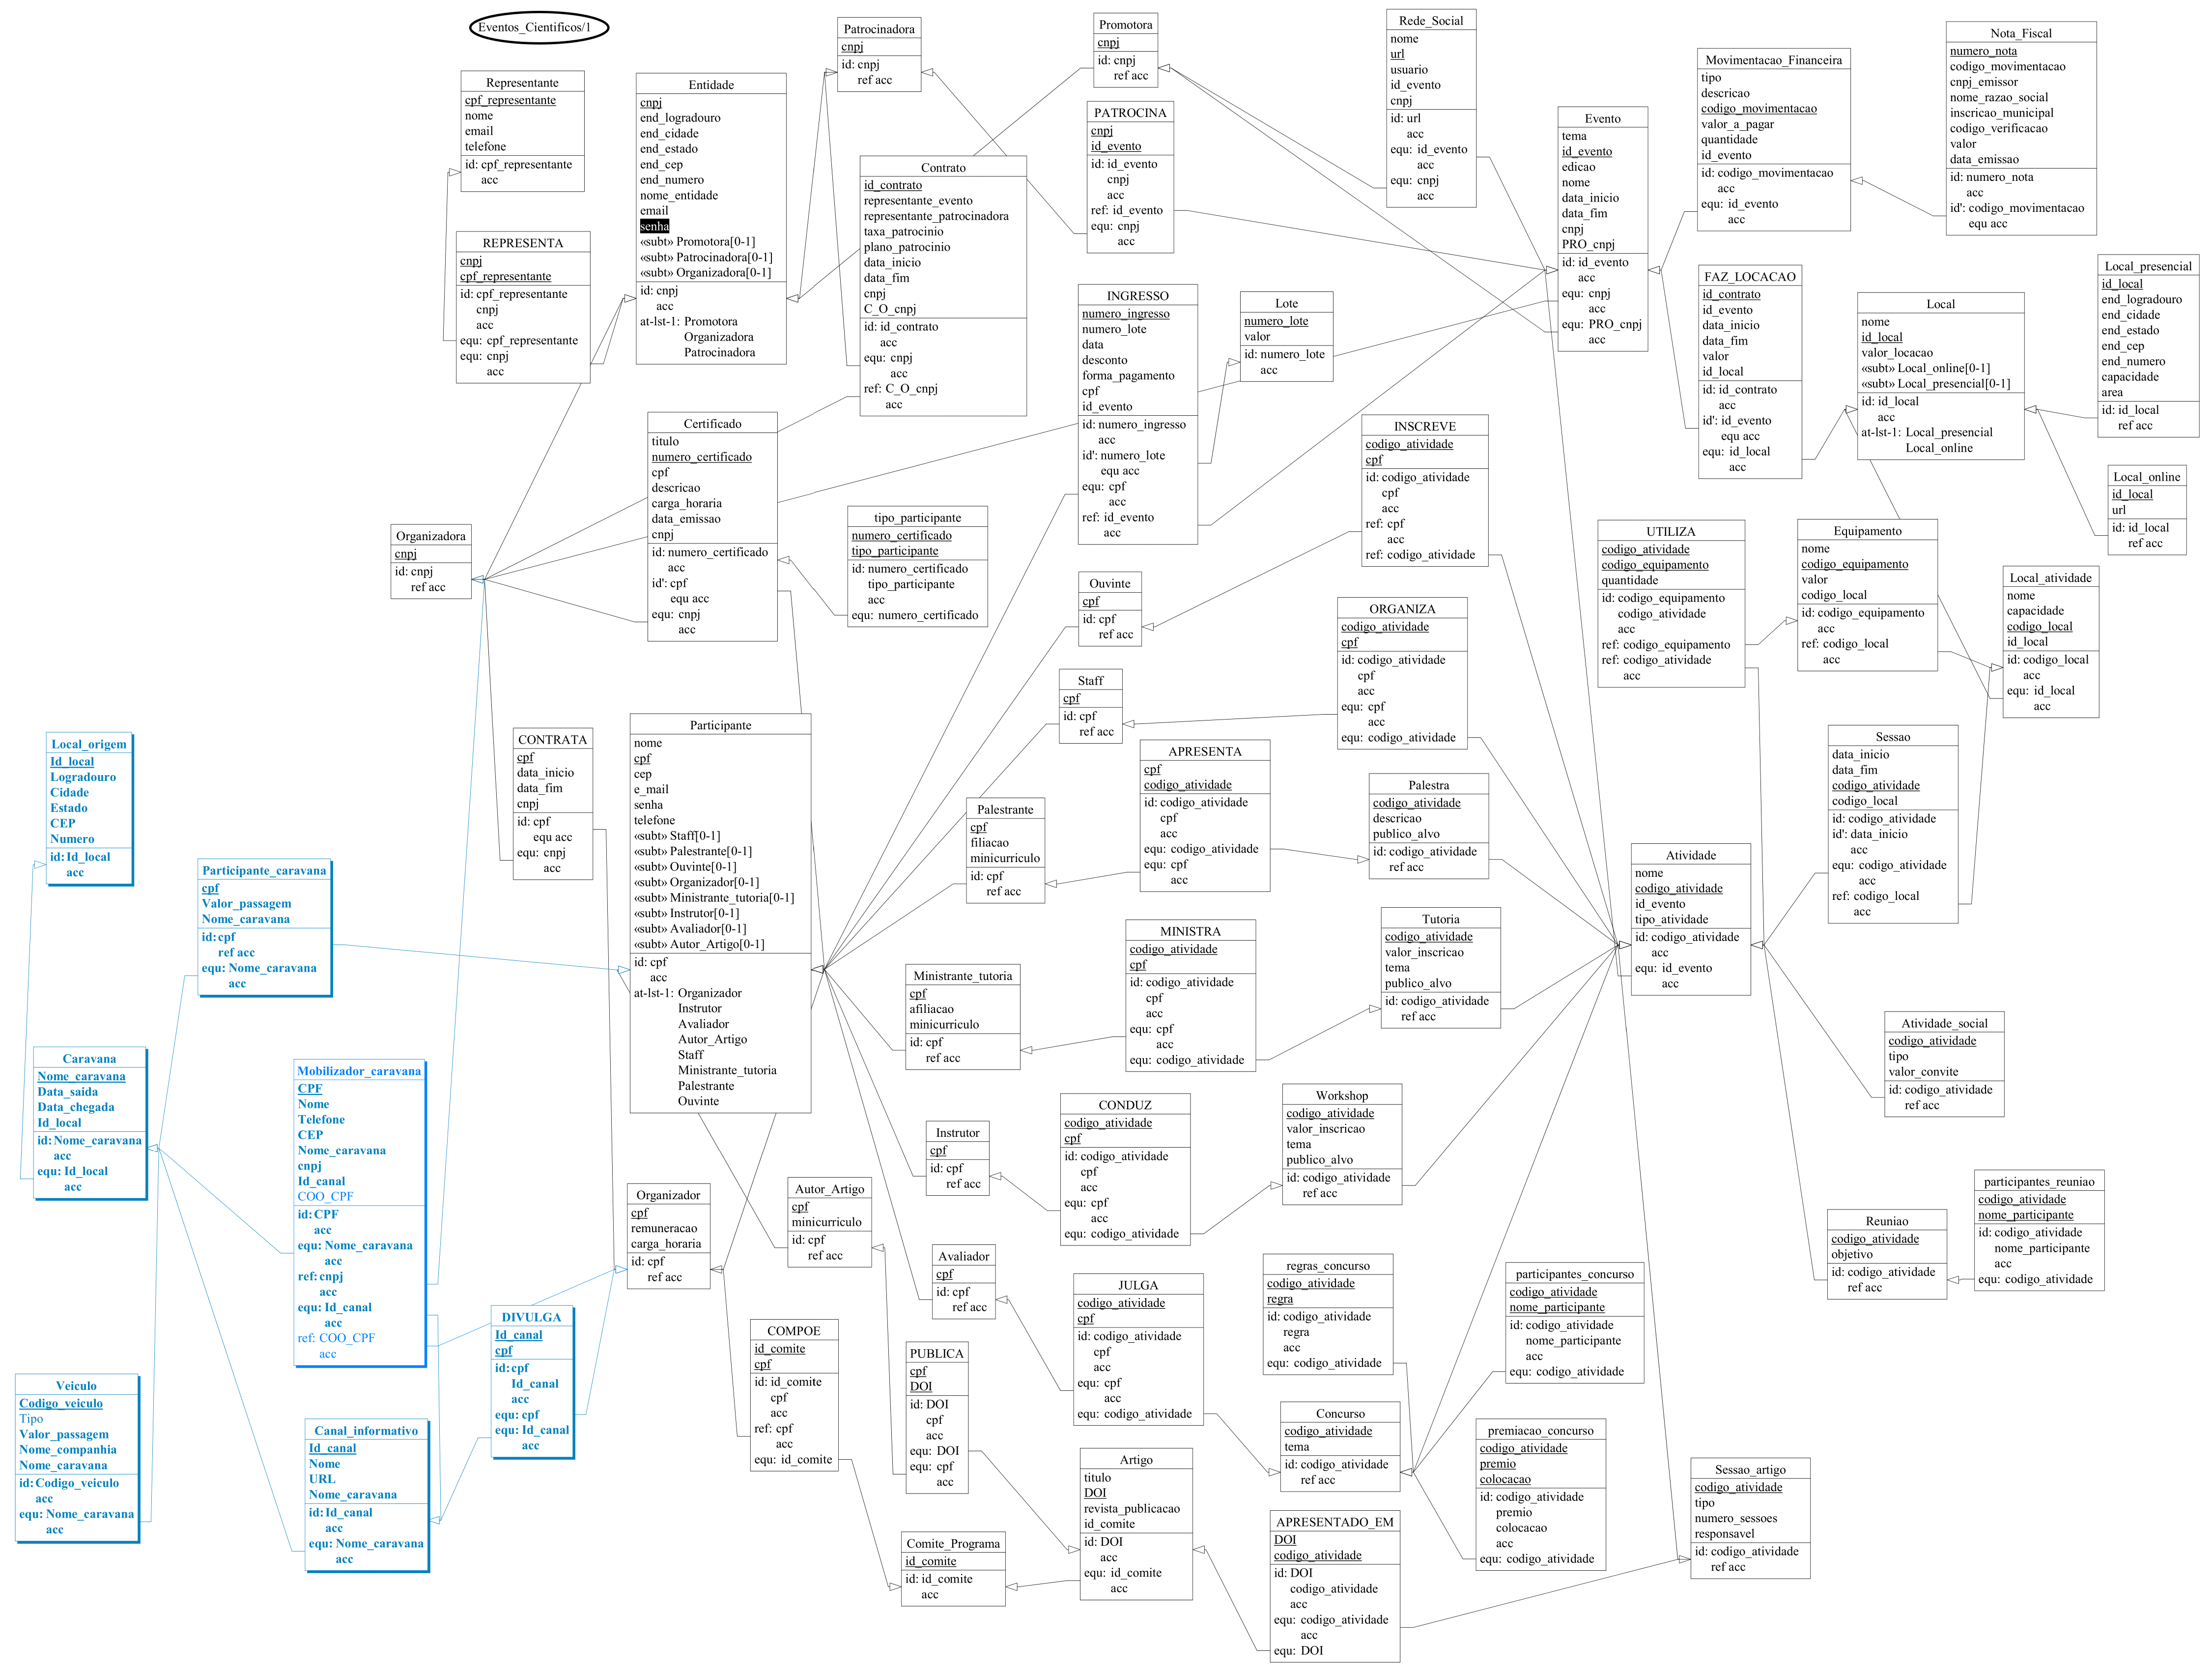 Eventos_Cientificos/1
Representante
cpf_representante
nome
email
telefone
id: cpf_representante
acc
REPRESENTA
cnpj
cpf_representante
id: cpf_representante
cnpj
acc
equ: cpf_representante
equ: cnpj
acc
Entidade
cnpj
end_logradouro
end_cidade
end_estado
end_cep
end_numero
nome_entidade
email
senha
«subt» Promotora[0-1]
«subt» Patrocinadora[0-1]
«subt» Organizadora[0-1]
id: cnpj
acc
at-lst-1: Promotora
Organizadora
Patrocinadora
Patrocinadora
cnpj
id: cnpj
ref acc
Contrato
id_contrato
representante_evento
representante_patrocinadora
taxa_patrocinio
plano_patrocinio
data_inicio
data_fim
cnpj
C_O_cnpj
id: id_contrato
acc
equ: cnpj
acc
ref: C_O_cnpj
acc
Promotora
cnpj
id: cnpj
ref acc
PATROCINA
cnpj
id_evento
id: id_evento
cnpj
acc
ref: id_evento
equ: cnpj
acc
Rede_Social
nome
url
usuario
id_evento
cnpj
id: url
acc
equ: id_evento
acc
equ: cnpj
acc
Evento
tema
id_evento
edicao
nome
data_inicio
data_fim
cnpj
PRO_cnpj
id: id_evento
acc
equ: cnpj
acc
equ: PRO_cnpj
acc
Movimentacao_Financeira
tipo
descricao
codigo_movimentacao
valor_a_pagar
quantidade
id_evento
id: codigo_movimentacao
acc
equ: id_evento
acc
Nota_Fiscal
numero_nota
codigo_movimentacao
cnpj_emissor
nome_razao_social
inscricao_municipal
codigo_verificacao
valor
data_emissao
id: numero_nota
acc
id': codigo_movimentacao
equ acc
FAZ_LOCACAO
id_contrato
id_evento
data_inicio
data_fim
valor
id_local
id: id_contrato
acc
id': id_evento
equ acc
equ: id_local
acc
Local
nome
id_local
valor_locacao
«subt» Local_online[0-1]
«subt» Local_presencial[0-1]
id: id_local
acc
at-lst-1: Local_presencial
Local_online
Local_presencial
id_local
end_logradouro
end_cidade
end_estado
end_cep
end_numero
capacidade
area
id: id_local
ref acc
Local_online
id_local
url
id: id_local
ref acc
INGRESSO
numero_ingresso
numero_lote
data
desconto
forma_pagamento
cpf
id_evento
id: numero_ingresso
acc
id': numero_lote
equ acc
equ: cpf
acc
ref: id_evento
acc
Lote
numero_lote
valor
id: numero_lote
acc
Certificado
titulo
numero_certificado
cpf
descricao
carga_horaria
data_emissao
cnpj
id: numero_certificado
acc
id': cpf
equ acc
equ: cnpj
acc
tipo_participante
numero_certificado
tipo_participante
id: numero_certificado
tipo_participante
acc
equ: numero_certificado
Organizadora
cnpj
id: cnpj
ref acc
INSCREVE
codigo_atividade
cpf
id: codigo_atividade
cpf
acc
ref: cpf
acc
ref: codigo_atividade
UTILIZA
codigo_atividade
codigo_equipamento
quantidade
id: codigo_equipamento
codigo_atividade
acc
ref: codigo_equipamento
ref: codigo_atividade
acc
Equipamento
nome
codigo_equipamento
valor
codigo_local
id: codigo_equipamento
acc
ref: codigo_local
acc
Local_atividade
nome
capacidade
codigo_local
id_local
id: codigo_local
acc
equ: id_local
acc
Ouvinte
cpf
id: cpf
ref acc
ORGANIZA
codigo_atividade
cpf
id: codigo_atividade
cpf
acc
equ: cpf
acc
equ: codigo_atividade
Staff
cpf
id: cpf
ref acc
CONTRATA
cpf
data_inicio
data_fim
cnpj
id: cpf
equ acc
equ: cnpj
acc
Participante
nome
cpf
cep
e_mail
senha
telefone
«subt» Staff[0-1]
«subt» Palestrante[0-1]
«subt» Ouvinte[0-1]
«subt» Organizador[0-1]
«subt» Ministrante_tutoria[0-1]
«subt» Instrutor[0-1]
«subt» Avaliador[0-1]
«subt» Autor_Artigo[0-1]
id: cpf
acc
at-lst-1: Organizador
Instrutor
Avaliador
Autor_Artigo
Staff
Ministrante_tutoria
Palestrante
Ouvinte
APRESENTA
cpf
codigo_atividade
id: codigo_atividade
cpf
acc
equ: codigo_atividade
equ: cpf
acc
Palestra
codigo_atividade
descricao
publico_alvo
id: codigo_atividade
ref acc
Palestrante
cpf
filiacao
minicurriculo
id: cpf
ref acc
Sessao
data_inicio
data_fim
codigo_atividade
codigo_local
id: codigo_atividade
id': data_inicio
acc
equ: codigo_atividade
acc
ref: codigo_local
acc
Atividade
nome
codigo_atividade
id_evento
tipo_atividade
id: codigo_atividade
acc
equ: id_evento
acc
Local_origem
Id_local
Logradouro
Cidade
Estado
CEP
Numero
id: Id_local
acc
Participante_caravana
cpf
Valor_passagem
Nome_caravana
id: cpf
ref acc
equ: Nome_caravana
acc
MINISTRA
codigo_atividade
cpf
id: codigo_atividade
cpf
acc
equ: cpf
acc
equ: codigo_atividade
Tutoria
codigo_atividade
valor_inscricao
tema
publico_alvo
id: codigo_atividade
ref acc
Ministrante_tutoria
cpf
afiliacao
minicurriculo
id: cpf
ref acc
Atividade_social
codigo_atividade
tipo
valor_convite
id: codigo_atividade
ref acc
Caravana
Nome_caravana
Data_saida
Data_chegada
Id_local
id: Nome_caravana
acc
equ: Id_local
acc
Mobilizador_caravana
CPF
Nome
Telefone
CEP
Nome_caravana
cnpj
Id_canal
COO_CPF
id: CPF
acc
equ: Nome_caravana
acc
ref: cnpj
acc
equ: Id_canal
acc
ref: COO_CPF
acc
CONDUZ
codigo_atividade
cpf
id: codigo_atividade
cpf
acc
equ: cpf
acc
equ: codigo_atividade
Workshop
codigo_atividade
valor_inscricao
tema
publico_alvo
id: codigo_atividade
ref acc
Instrutor
cpf
id: cpf
ref acc
Organizador
cpf
remuneracao
carga_horaria
id: cpf
ref acc
Autor_Artigo
cpf
minicurriculo
id: cpf
ref acc
Reuniao
codigo_atividade
objetivo
id: codigo_atividade
ref acc
participantes_reuniao
codigo_atividade
nome_participante
id: codigo_atividade
nome_participante
acc
equ: codigo_atividade
Avaliador
cpf
id: cpf
ref acc
JULGA
codigo_atividade
cpf
id: codigo_atividade
cpf
acc
equ: cpf
acc
equ: codigo_atividade
regras_concurso
codigo_atividade
regra
id: codigo_atividade
regra
acc
equ: codigo_atividade
participantes_concurso
codigo_atividade
nome_participante
id: codigo_atividade
nome_participante
acc
equ: codigo_atividade
DIVULGA
Id_canal
cpf
id: cpf
Id_canal
acc
equ: cpf
equ: Id_canal
acc
COMPOE
id_comite
cpf
id: id_comite
cpf
acc
ref: cpf
acc
equ: id_comite
PUBLICA
cpf
DOI
id: DOI
cpf
acc
equ: DOI
equ: cpf
acc
Veiculo
Codigo_veiculo
Tipo
Valor_passagem
Nome_companhia
Nome_caravana
id: Codigo_veiculo
acc
equ: Nome_caravana
acc
Canal_informativo
Id_canal
Nome
URL
Nome_caravana
id: Id_canal
acc
equ: Nome_caravana
acc
Concurso
codigo_atividade
tema
id: codigo_atividade
ref acc
premiacao_concurso
codigo_atividade
premio
colocacao
id: codigo_atividade
premio
colocacao
acc
equ: codigo_atividade
Artigo
titulo
DOI
revista_publicacao
id_comite
id: DOI
acc
equ: id_comite
acc
Comite_Programa
id_comite
id: id_comite
acc
APRESENTADO_EM
DOI
codigo_atividade
id: DOI
codigo_atividade
acc
equ: codigo_atividade
acc
equ: DOI
Sessao_artigo
codigo_atividade
tipo
numero_sessoes
responsavel
id: codigo_atividade
ref acc